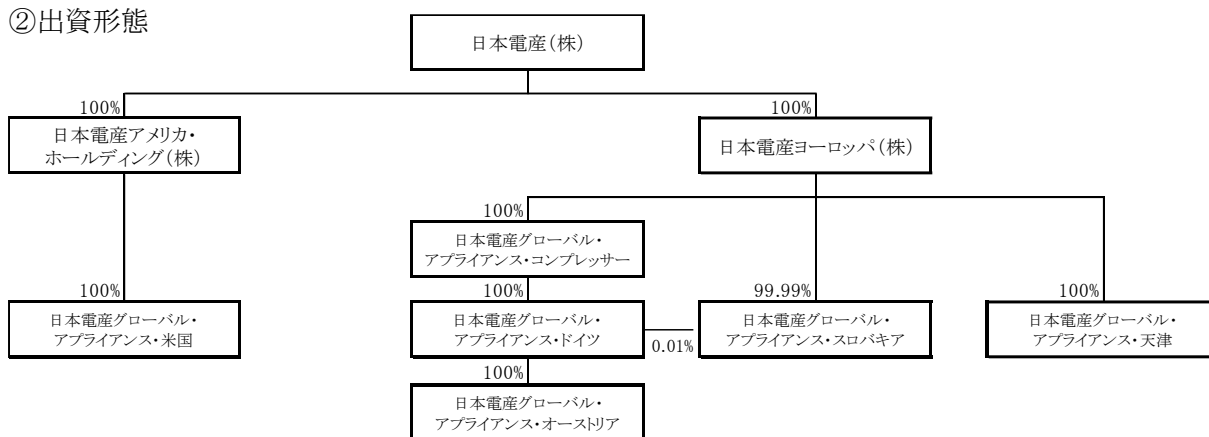 ②出資形態
日本電産(株)
100%
100%
日本電産アメリカ・
ホールディング(株)
日本電産ヨーロッパ(株)
100%
日本電産グローバル・
アプライアンス・コンプレッサー
100%
100%
99.99%
100%
日本電産グローバル・
アプライアンス・米国
日本電産グローバル・
アプライアンス・ドイツ
0.01%
日本電産グローバル・
アプライアンス・スロバキア
日本電産グローバル・
アプライアンス・天津
100%
日本電産グローバル・
アプライアンス・オーストリア